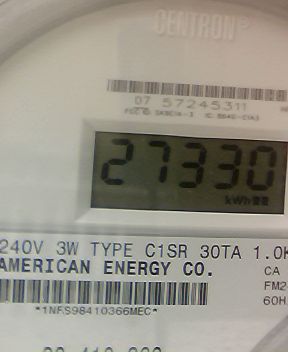 CENTRON®
07 57245311
27330
kWh
240V 3W TYPE C1SR 30TA 1.0K
AMERICAN ENERGY CO.
CA
FM2
60H
*1NFS98410366MEC*